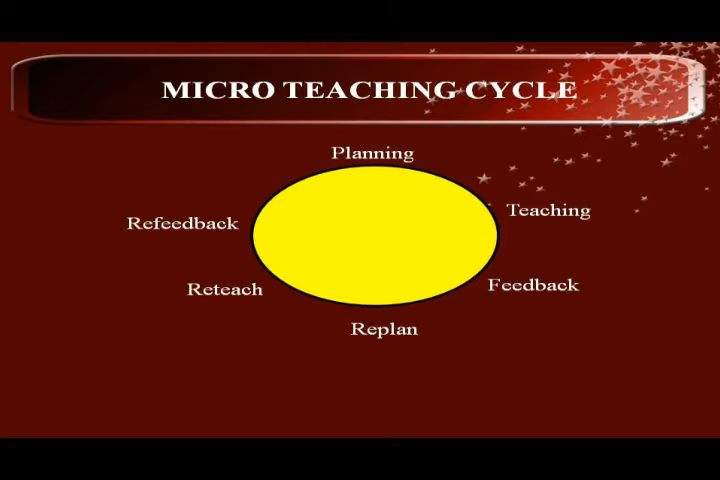 MICRO TEACHING CYCLE
Planning
Teaching
Feedback
Replan
Reteach
Refeedback